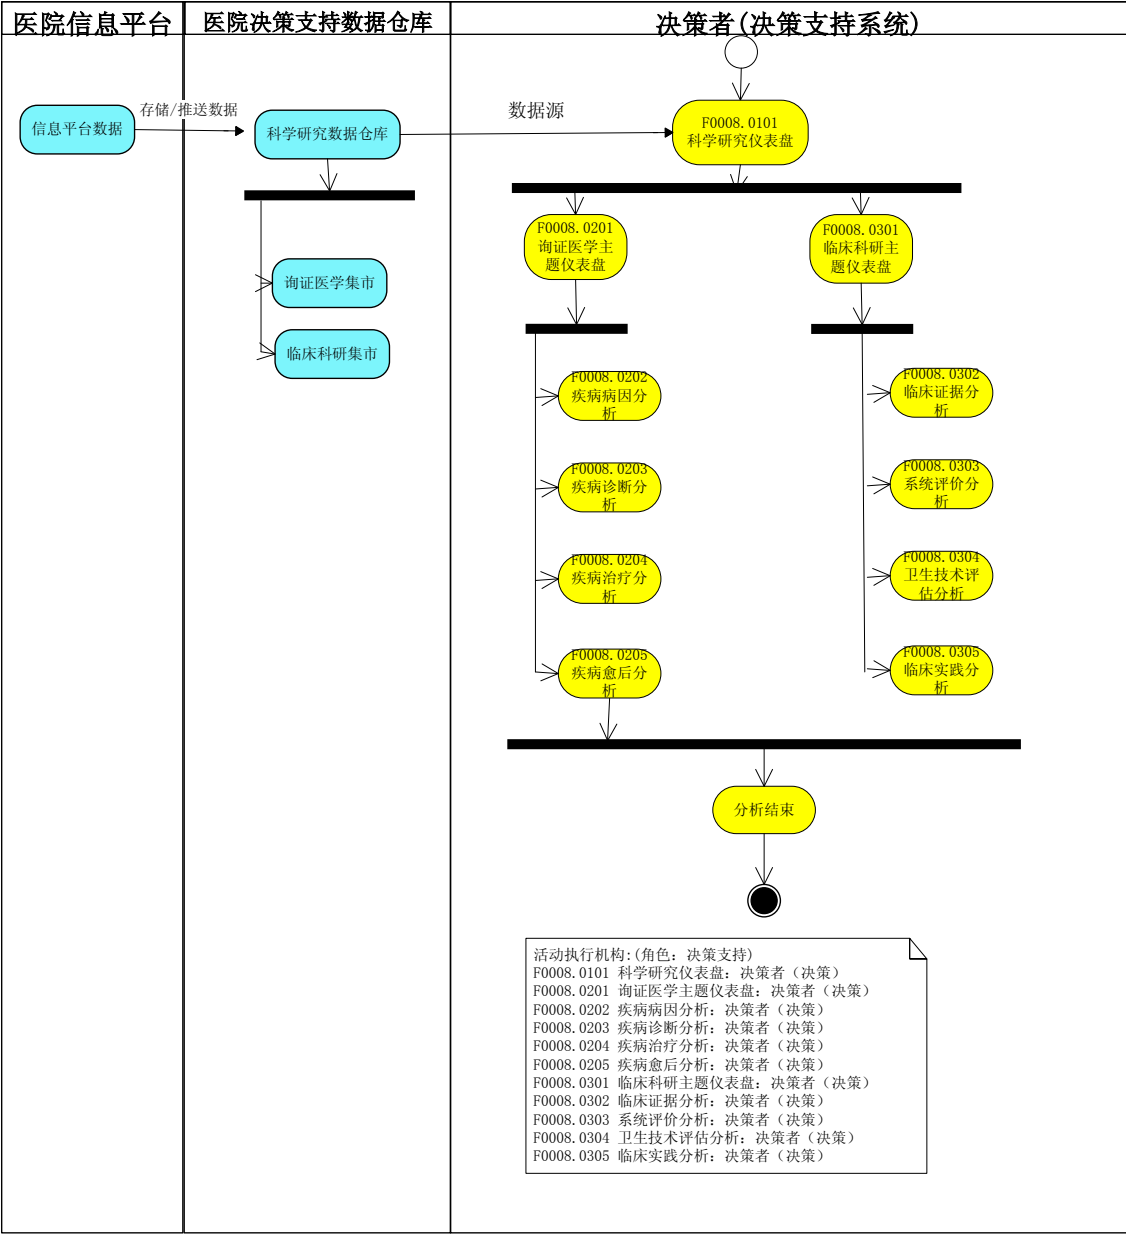 医院信息平台
医院决策支持数据仓库
决策者(决策支持系统)
信息平台数据
存储/推送数据
科学研究数据仓库
数据源
F0008.0101
科学研究仪表盘
询证医学集市
临床科研集市
F0008.0201
询证医学主
题仪表盘
F0008.0301
临床科研主
题仪表盘
F0008.0202
疾病病因分
析
F0008.0302
临床证据分
析
F0008.0203
疾病诊断分
析
F0008.0303
系统评价分
析
F0008.0204
疾病治疗分
析
F0008.0304
卫生技术评
估分析
F0008.0205
疾病愈后分
析
F0008.0305
临床实践分
析
分析结束
活动执行机构:(角色：决策支持)
F0008.0101 科学研究仪表盘：决策者（决策）
F0008.0201 询证医学主题仪表盘：决策者（决策）
F0008.0202 疾病病因分析：决策者（决策）
F0008.0203 疾病诊断分析：决策者（决策）
F0008.0204 疾病治疗分析：决策者（决策）
F0008.0205 疾病愈后分析：决策者（决策）
F0008.0301 临床科研主题仪表盘：决策者（决策）
F0008.0302 临床证据分析：决策者（决策）
F0008.0303 系统评价分析：决策者（决策）
F0008.0304 卫生技术评估分析：决策者（决策）
F0008.0305 临床实践分析：决策者（决策）